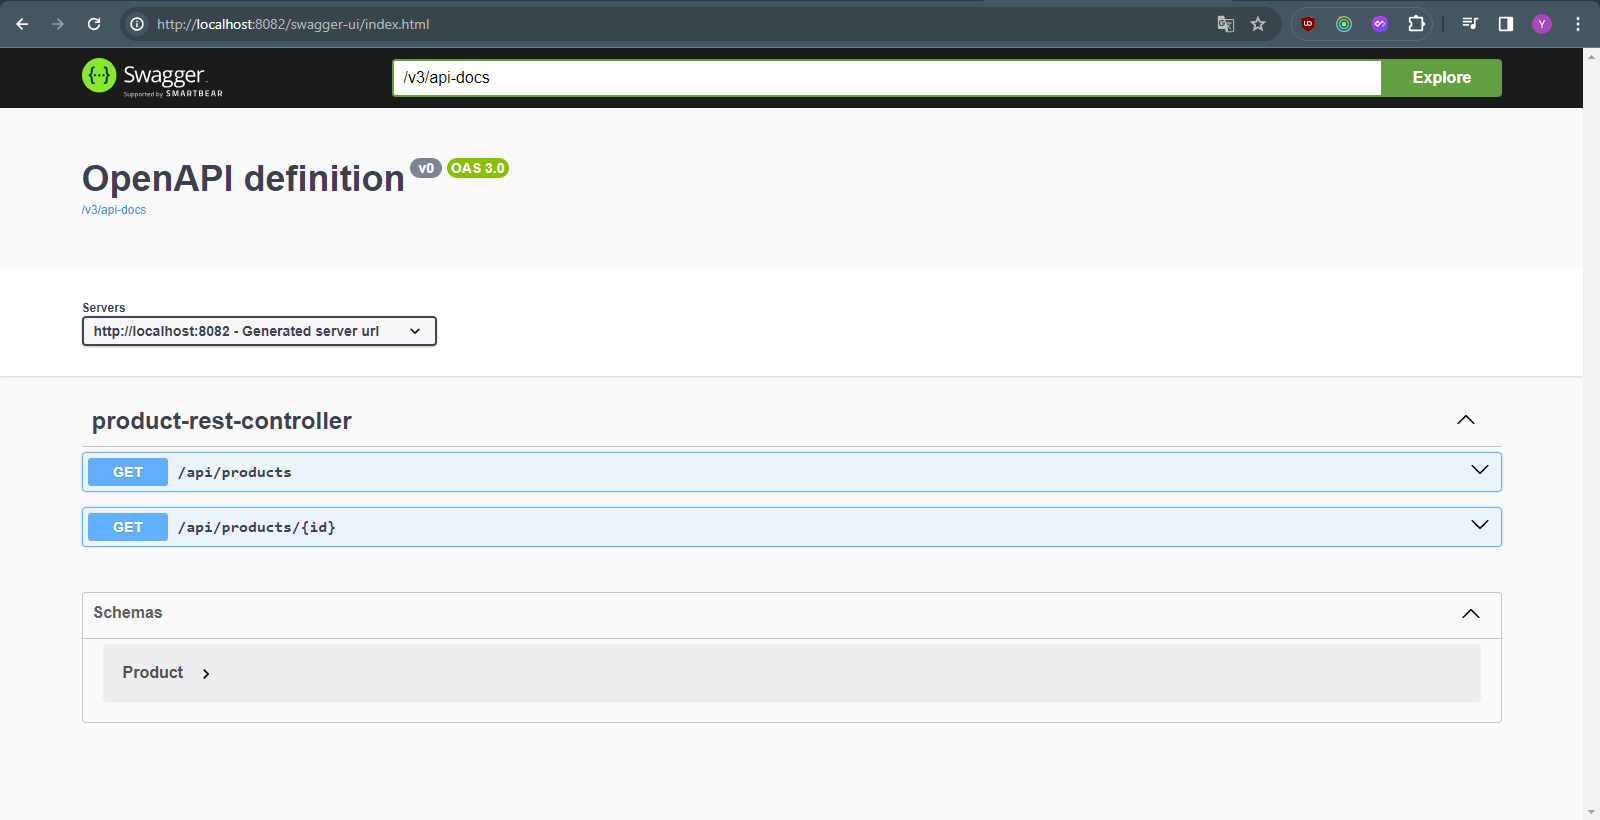 http://localhost:8082/swagger-ui/index.html
UD
Y
{··} Swagger.
Supported by SMARTBEAR
/v3/api-docs
Explore
OpenAPI definition v0 OAS 3.0
/v3/api-docs
Servers
http://localhost:8082 - Generated server url
product-rest-controller
GET /api/products
GET /api/products/{id}
Schemas
Product